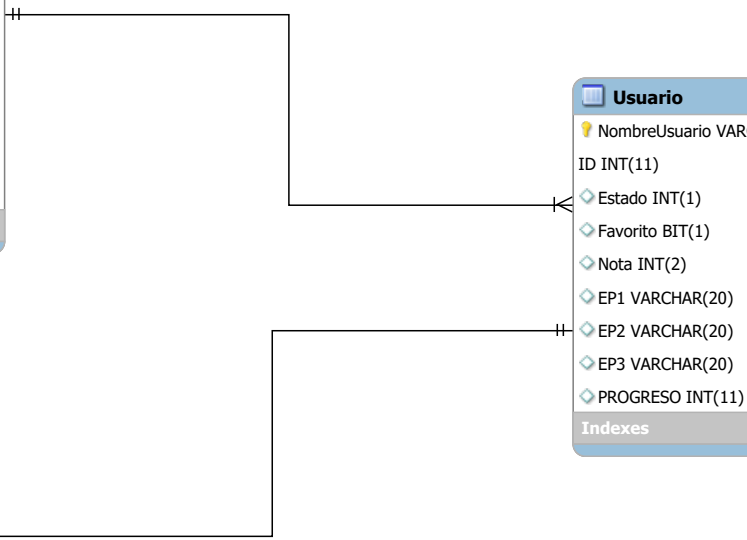 Usuario
NombreUsuario
ID INT(11)
Estado INT(1)
Favorito BIT(1)
Nota INT(2)
EP1 VARCHAR(20)
EP2 VARCHAR(20)
EP3 VARCHAR(20)
PROGRESO INT(11)
Indexes